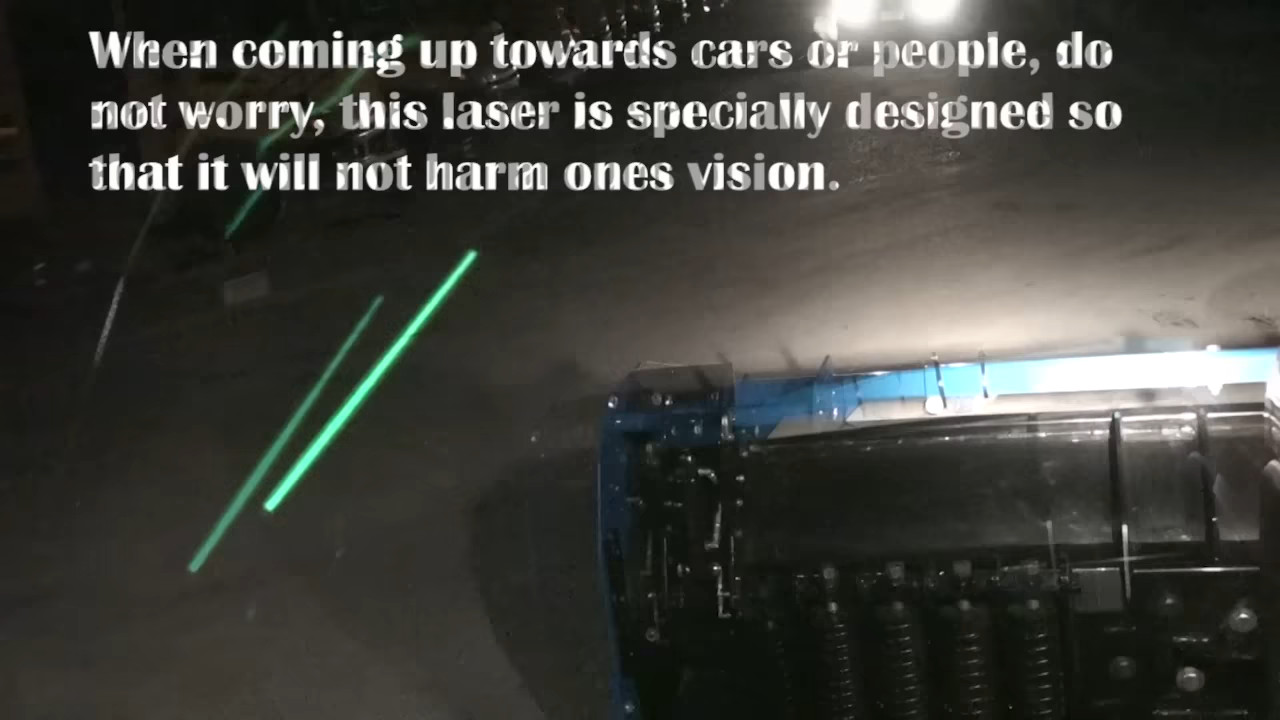 When coming up towards cars or people, do
not worry, this laser is specially designed so
that it will not harm ones vision.